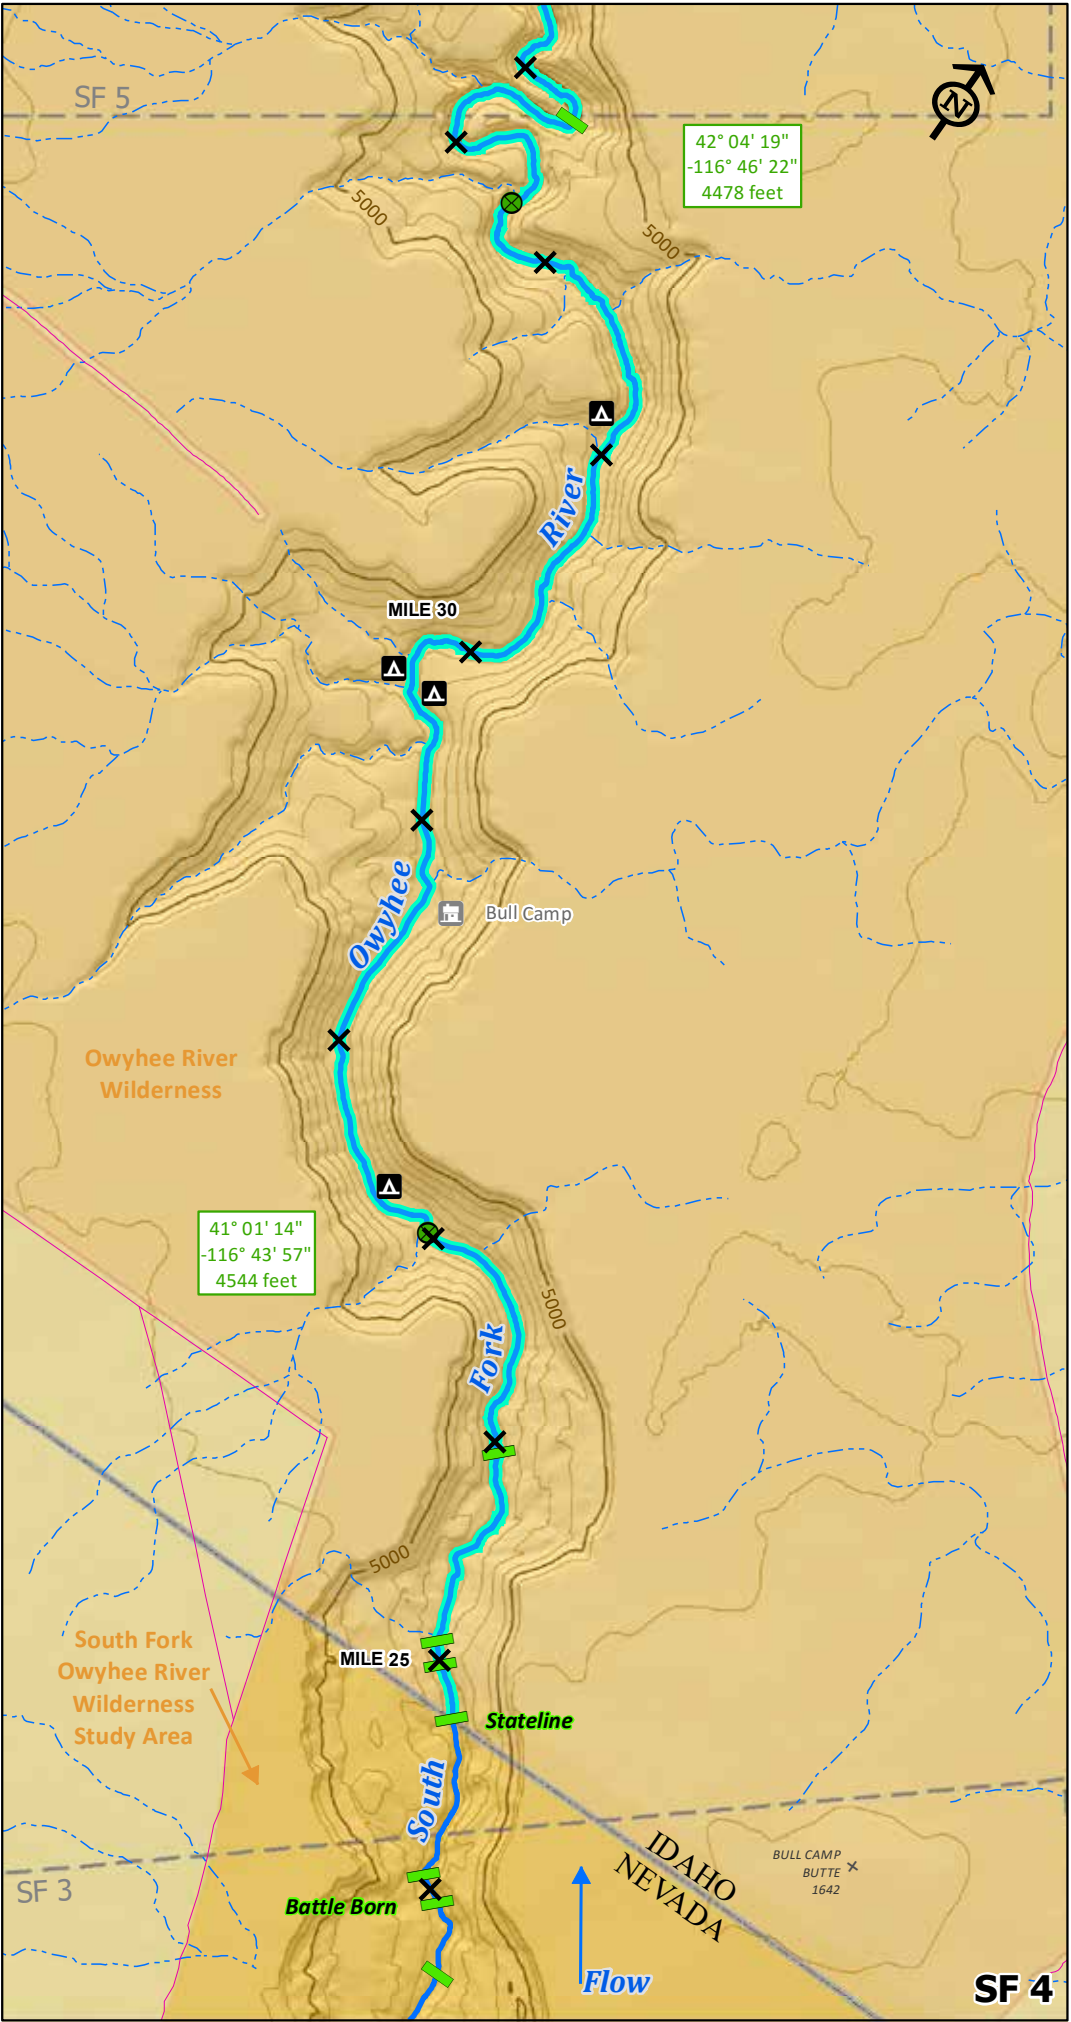 SF 5
N
42° 04' 19"
-116° 46' 22"
4478 feet
5000
5000
River
MILE 30
Owyhee
Bull Camp
Owyhee River
Wilderness
41° 01' 14"
-116° 43' 57"
4544 feet
5000
Fork
5000
South Fork
Owyhee River
Wilderness
Study Area
MILE 25
Stateline
South
IDAHO
NEVADA
BULL CAMP
BUTTE
1642
SF 3
Battle Born
Flow
SF 4